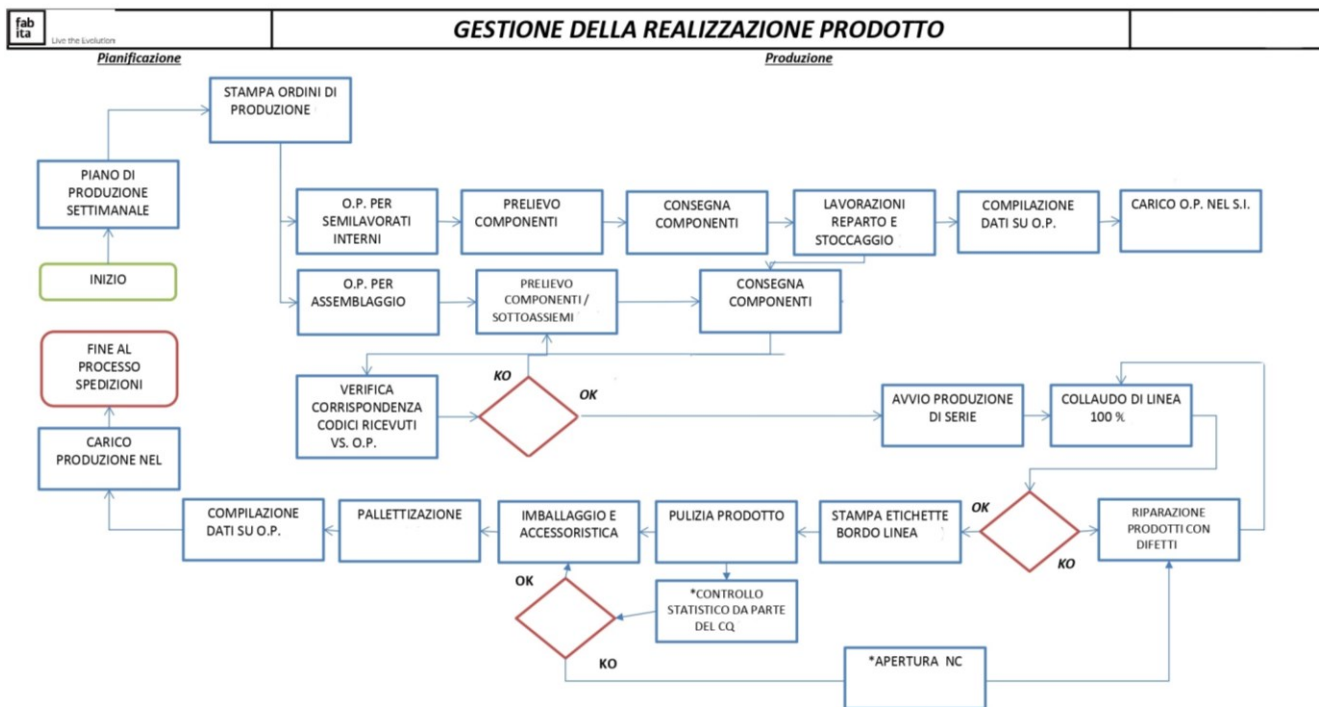 fab
ita
Live the Evolution
GESTIONE DELLA REALIZZAZIONE PRODOTTO
Pianificazione
Produzione
STAMPA ORDINI DI
PRODUZIONE
PIANO DI
PRODUZIONE
SETTIMANALE
INIZIO
O.P. PER
SEMILAVORATI
INTERNI
PRELIEVO
COMPONENTI
CONSEGNA
COMPONENTI
LAVORAZIONI
REPARTO E
STOCCAGGIO
COMPILAZIONE
DATI SU O.P.
CARICO O.P. NEL S.I.
O.P. PER
ASSEMBLAGGIO
PRELIEVO
COMPONENTI /
SOTTOASSIEMI
CONSEGNA
COMPONENTI
FINE AL
PROCESSO
SPEDIZIONI
VERIFICA
CORRISPONDENZA
CODICI RICEVUTI
VS. O.P.
KO
OK
AVVIO PRODUZIONE
DI SERIE
COLLAUDO DI LINEA
100 %
CARICO
PRODUZIONE NEL
COMPILAZIONE
DATI SU O.P.
PALLETTIZAZIONE
IMBALLAGGIO E
ACCESSORISTICA
PULIZIA PRODOTTO
STAMPA ETICHETTE
BORDO LINEA
OK
KO
RIPARAZIONE
PRODOTTI CON
DIFETTI
OK
*CONTROLLO
STATISTICO DA PARTE
DEL CQ
KO
*APERTURA NC